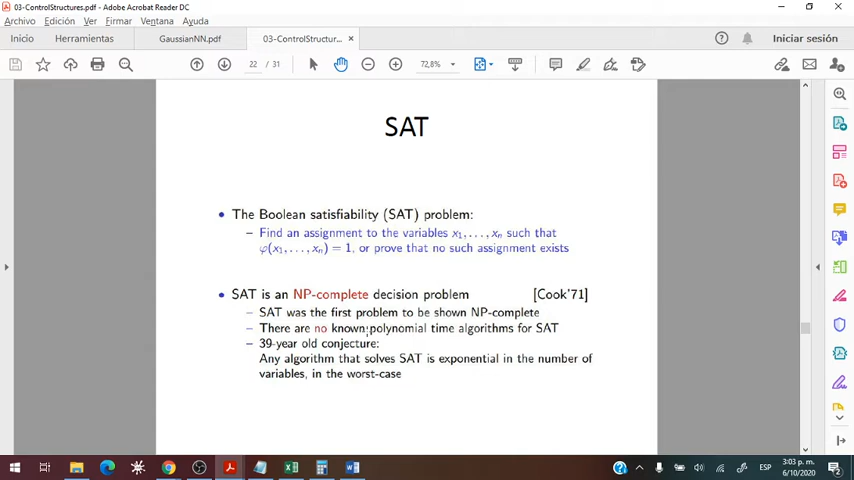 03-ControlStructures.pdf - Adobe Acrobat Reader DC
Archivo Edición Ver Firmar Ventana Ayuda
Inicio Herramientas GaussianNN.pdf 03-ControlStructur... × Iniciar sesión
22 / 31 72,8%
SAT
• The Boolean satisfiability (SAT) problem:
– Find an assignment to the variables x₁, . . . , xₙ such that
φ(x₁, . . . , xₙ) = 1, or prove that no such assignment exists
• SAT is an NP-complete decision problem [Cook'71]
– SAT was the first problem to be shown NP-complete
– There are no known polynomial time algorithms for SAT
– 39-year old conjecture:
Any algorithm that solves SAT is exponential in the number of
variables, in the worst-case
ESP
3:03 p. m.
6/10/2020
2